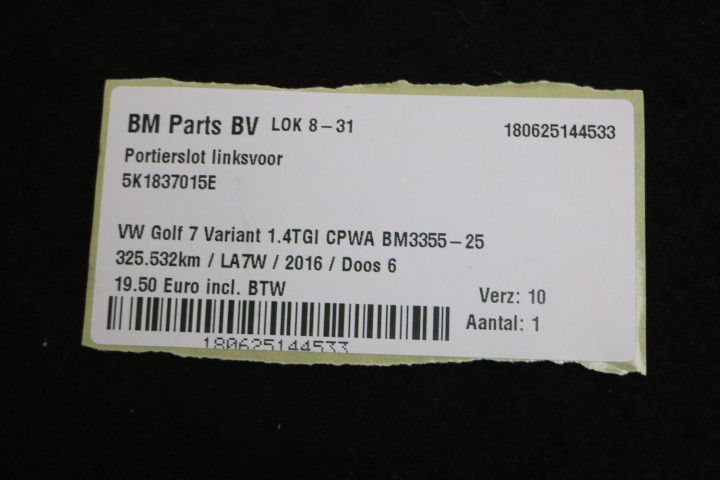 BM Parts BV LOK 8-31 180625144533
Portierslot linksvoor
5K1837015E
VW Golf 7 Variant 1.4TGI CPWA BM3355-25
325.532km / LA7W / 2016 / Doos 6
19.50 Euro incl. BTW
Verz: 10
Aantal: 1
180625144533